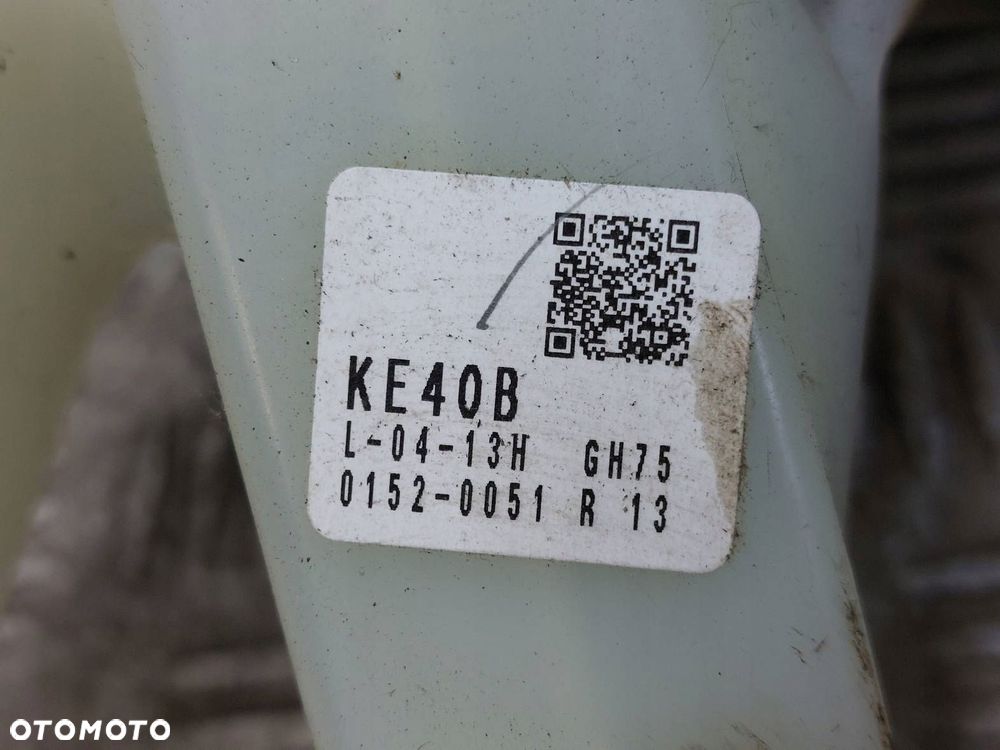 KE40B
L-04-13H GH75
0152-0051 R 13
OTOMOTO